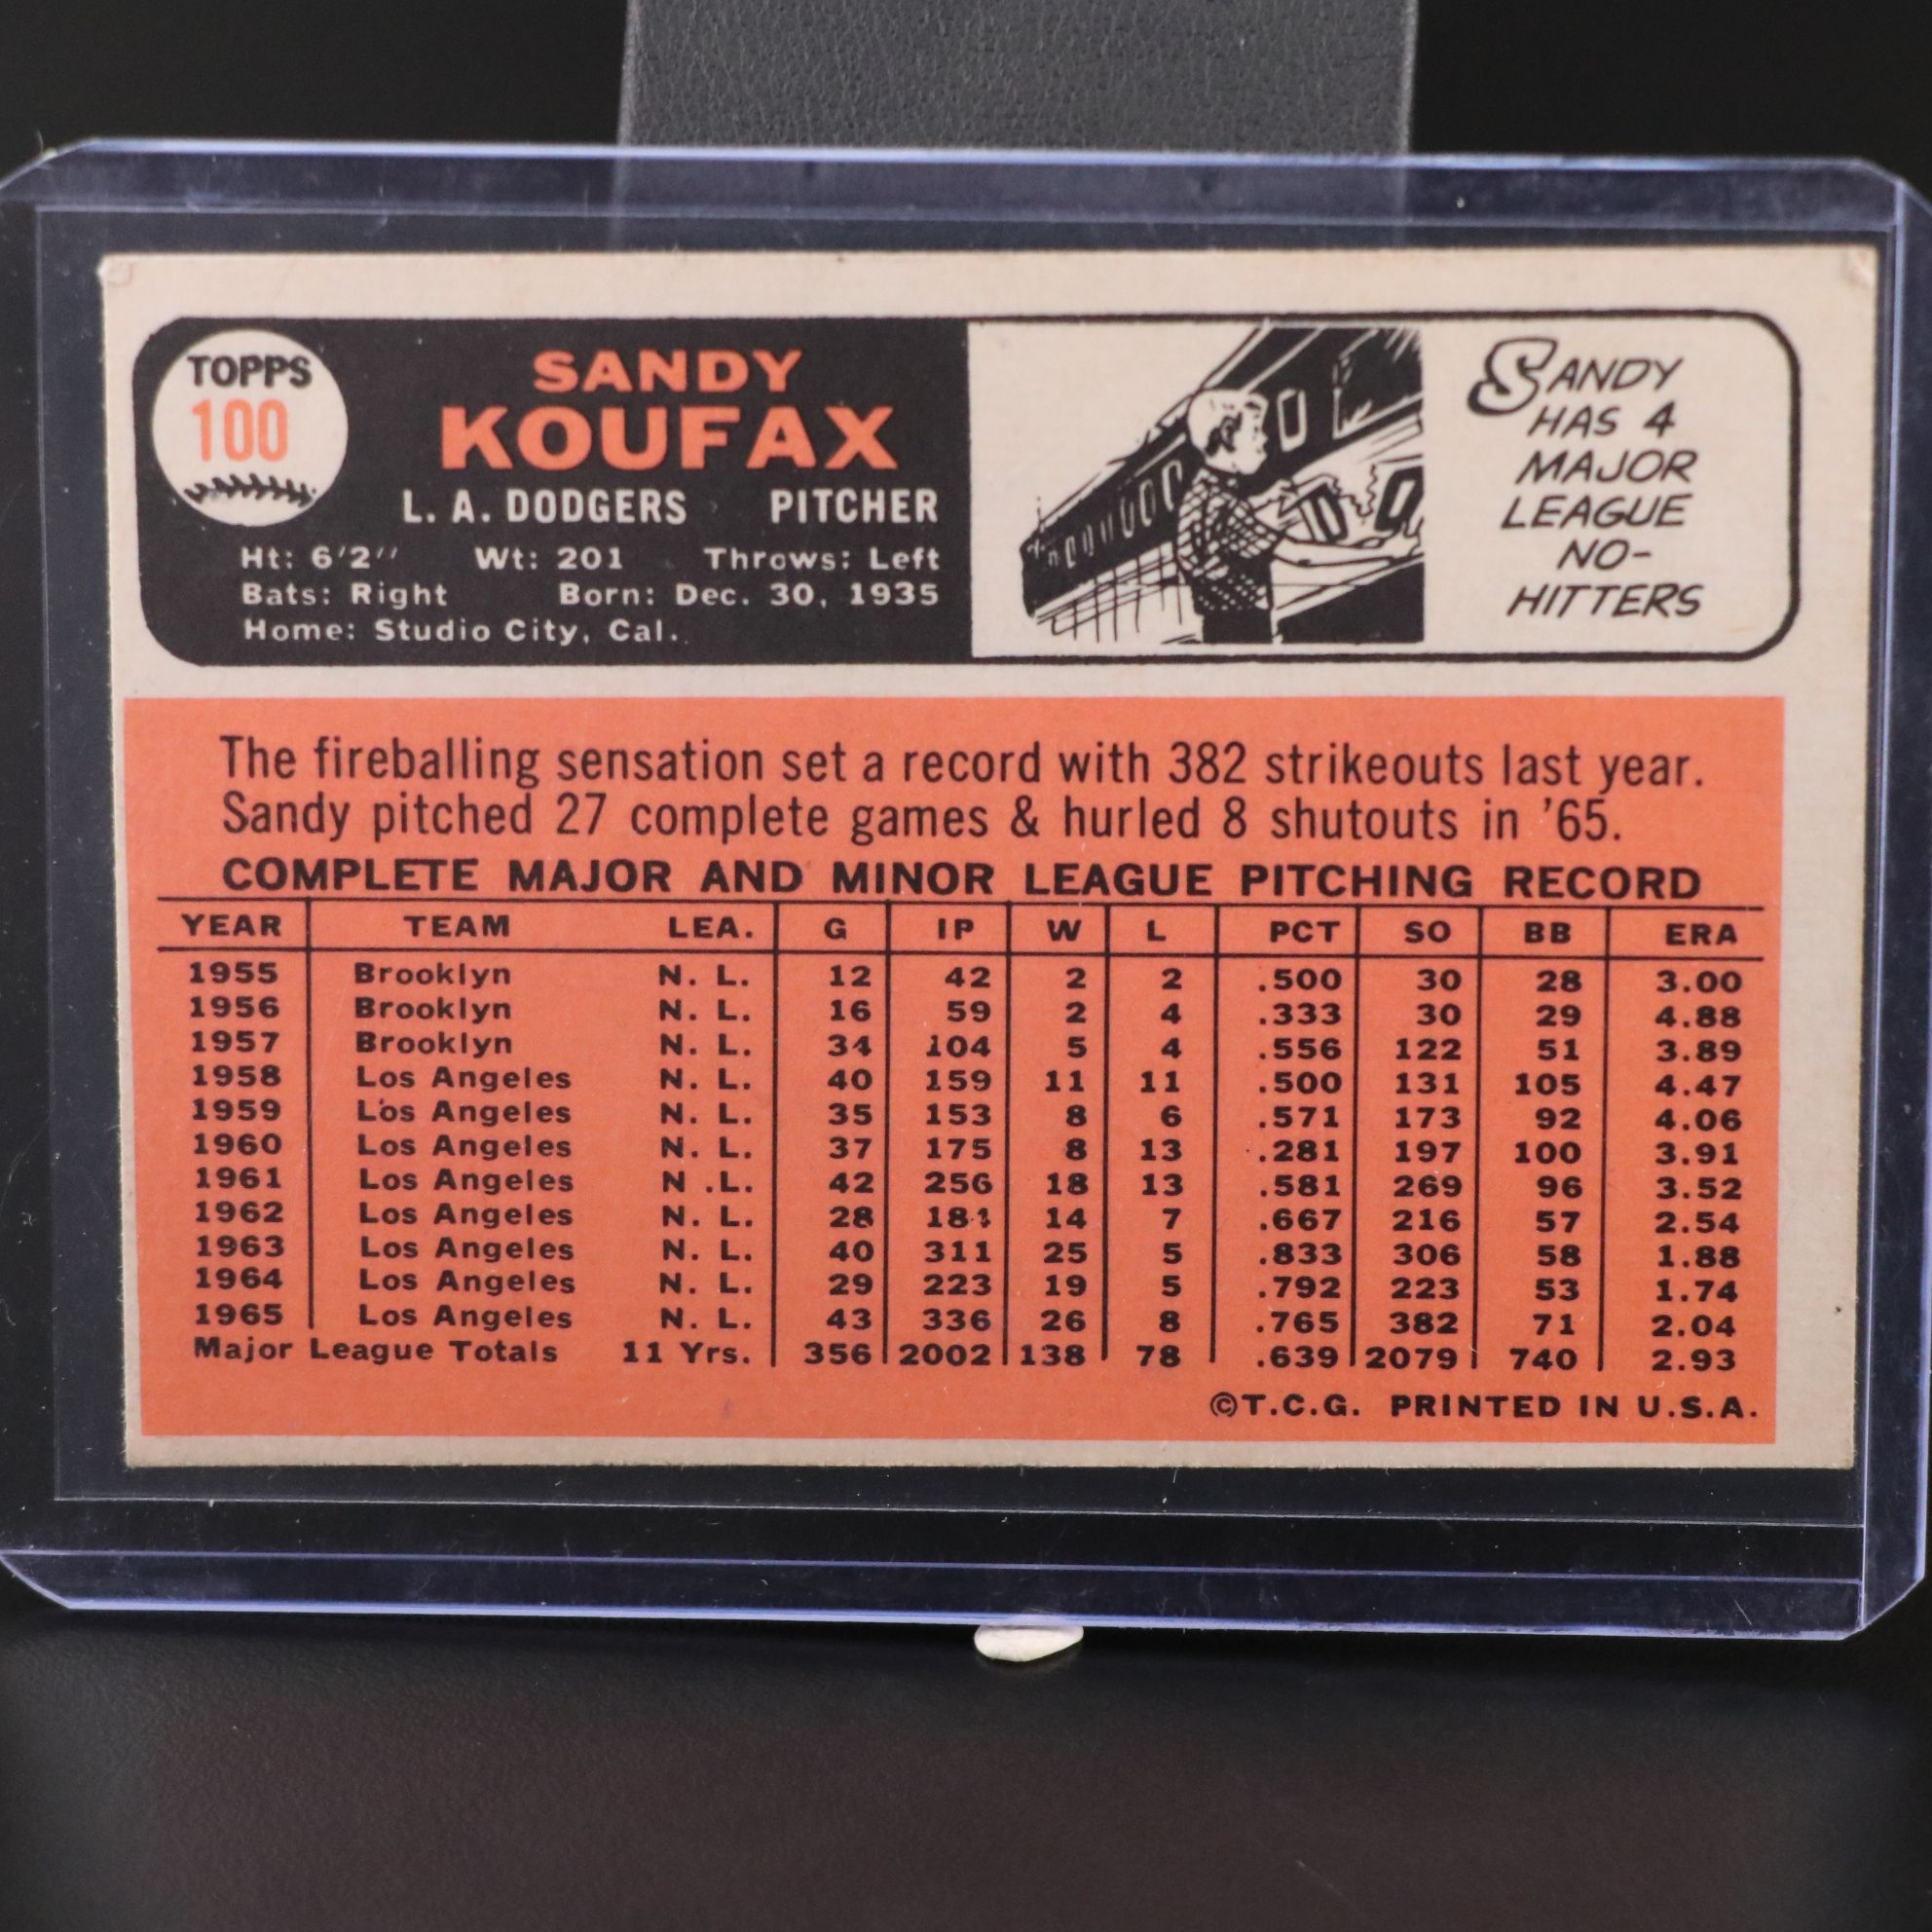 TOPPS
100
SANDY
KOUFAX
L. A. DODGERS PITCHER
Ht: 6'2" Wt: 201 Throws: Left
Bats: Right Born: Dec. 30, 1935
Home: Studio City, Cal.
SANDY
HAS 4
MAJOR
LEAGUE
NO-
HITTERS
The fireballing sensation set a record with 382 strikeouts last year.
Sandy pitched 27 complete games & hurled 8 shutouts in '65.
COMPLETE MAJOR AND MINOR LEAGUE PITCHING RECORD
YEAR TEAM LEA. G IP W L PCT SO BB ERA
1955 Brooklyn N. L. 12 42 2 2 .500 30 28 3.00
1956 Brooklyn N. L. 16 59 2 4 .333 30 29 4.88
1957 Brooklyn N. L. 34 104 5 4 .556 122 51 3.89
1958 Los Angeles N. L. 40 159 11 11 .500 131 105 4.47
1959 Los Angeles N. L. 35 153 8 6 .571 173 92 4.06
1960 Los Angeles N. L. 37 175 8 13 .281 197 100 3.91
1961 Los Angeles N .L. 42 256 18 13 .581 269 96 3.52
1962 Los Angeles N. L. 28 184 14 7 .667 216 57 2.54
1963 Los Angeles N. L. 40 311 25 5 .833 306 58 1.88
1964 Los Angeles N. L. 29 223 19 5 .792 223 53 1.74
1965 Los Angeles N. L. 43 336 26 8 .765 382 71 2.04
Major League Totals 11 Yrs. 356 2002 138 78 .639 2079 740 2.93
©T.C.G. PRINTED IN U.S.A.